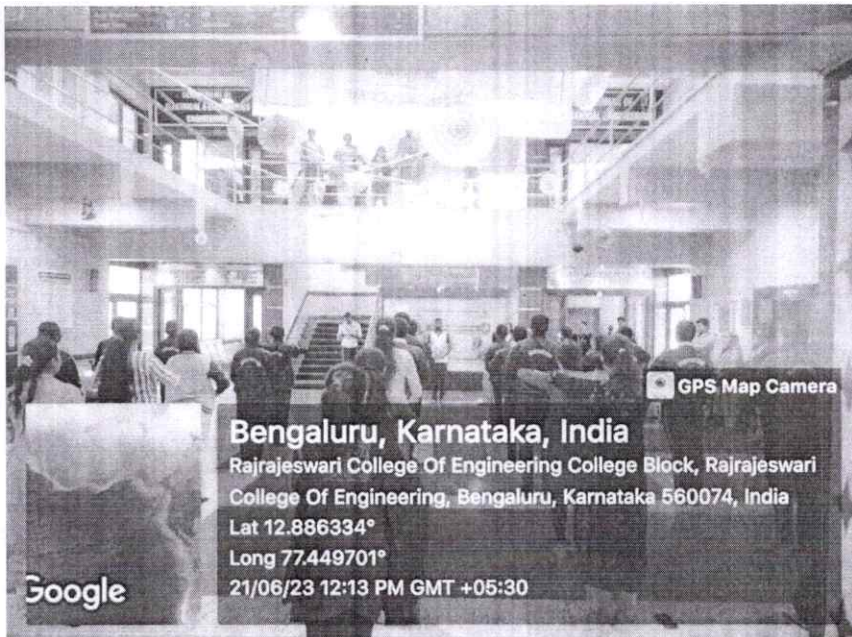 ENGINEERING
GPS Map Camera
Bengaluru, Karnataka, India
Rajrajeswari College Of Engineering College Block, Rajrajeswari
College Of Engineering, Bengaluru, Karnataka 560074, India
Lat 12.886334°
Long 77.449701°
21/06/23 12:13 PM GMT +05:30
Google